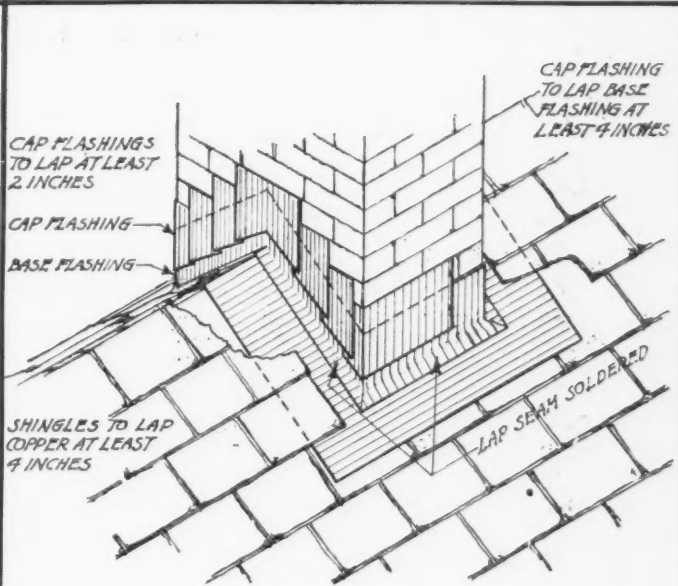 CAP FLASHING
TO LAP BASE
FLASHING AT
LEAST 4 INCHES
CAP FLASHINGS
TO LAP AT LEAST
2 INCHES
CAP FLASHING
BASE FLASHING
LAP SEAM SOLDERED
SHINGLES TO LAP
COPPER AT LEAST
4 INCHES